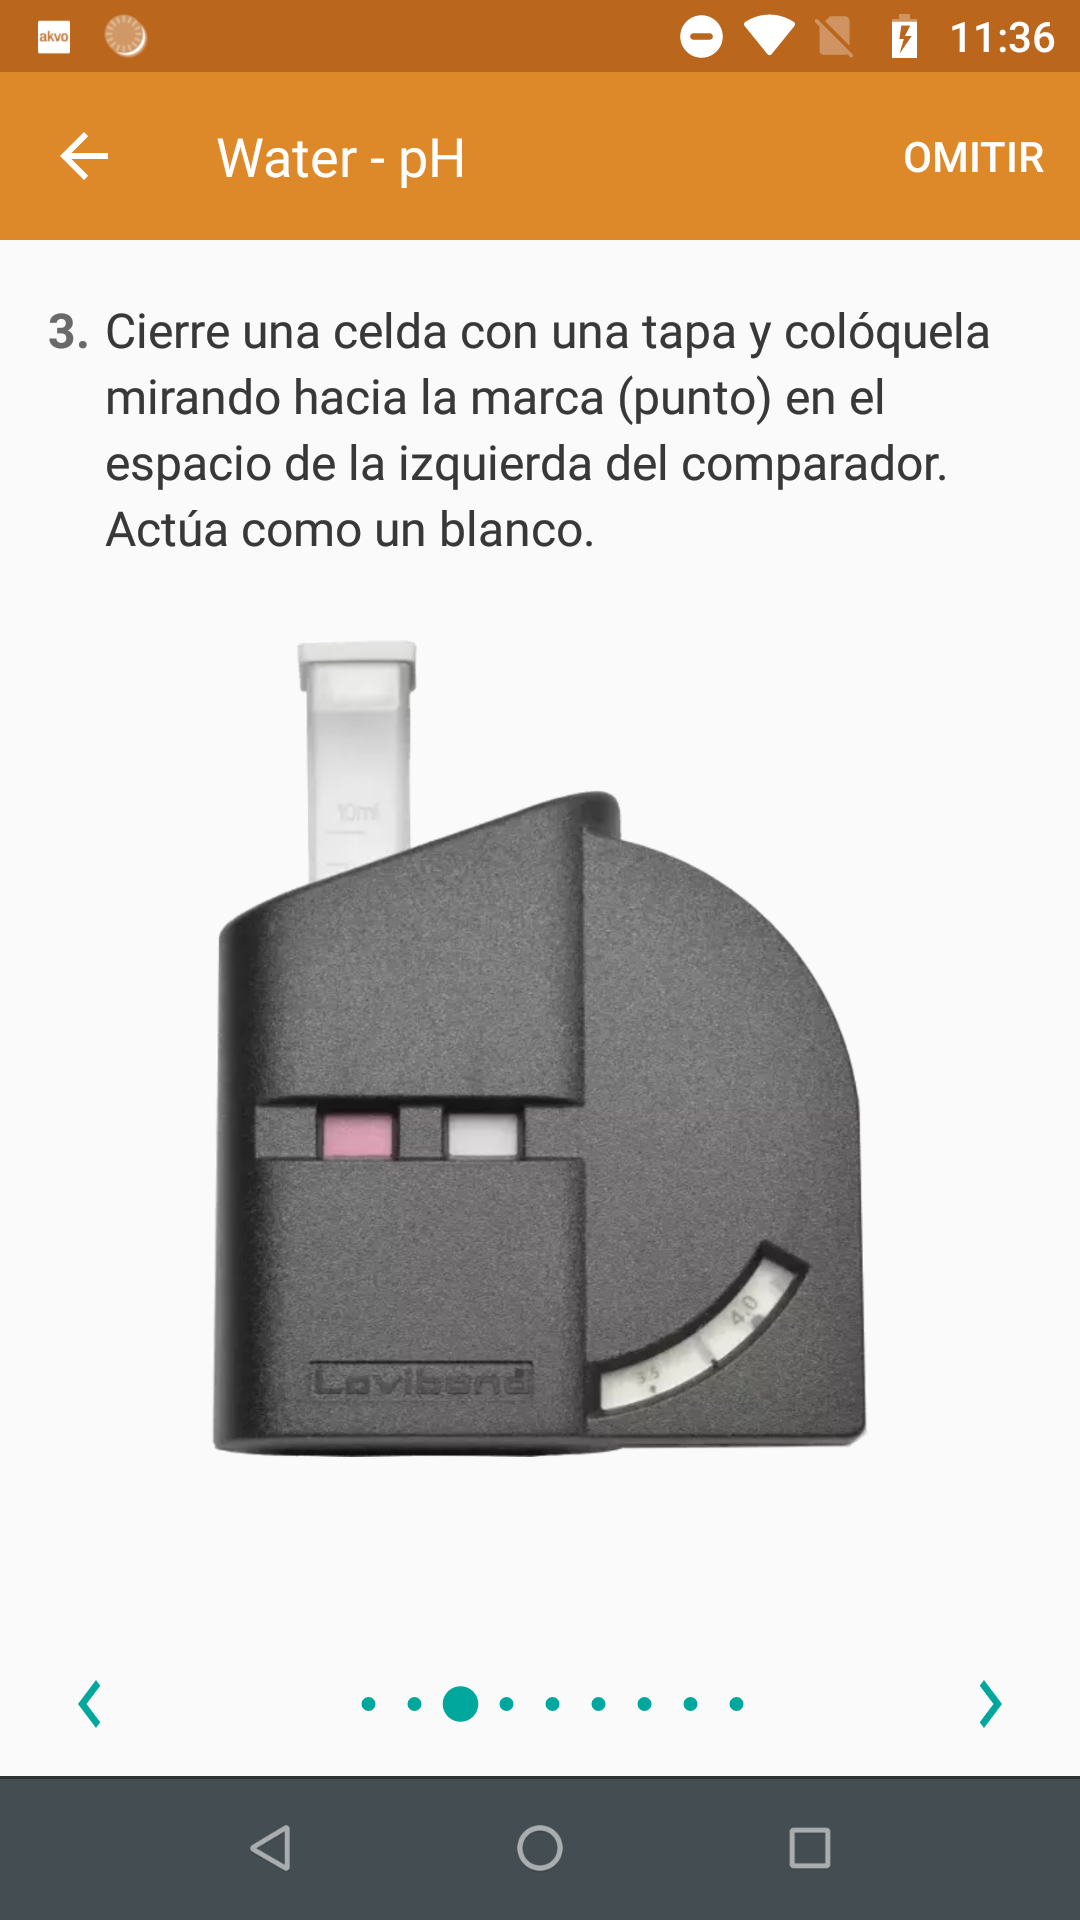 akvo
11:36
Water - pH
OMITIR
3. Cierre una celda con una tapa y colóquela
mirando hacia la marca (punto) en el
espacio de la izquierda del comparador.
Actúa como un blanco.
10ml
4.0
3.5
Lovibond